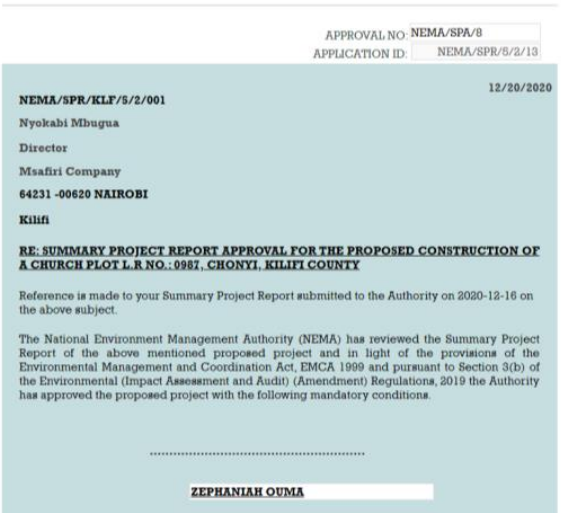 APPROVAL NO: NEMA/SPA/8
APPLICATION ID: NEMA/SPR/5/2/13
12/20/2020
NEMA/SPR/KLF/5/2/001
Nyokabi Mbugua
Director
Msafiri Company
64231 -00620 NAIROBI
Kilifi
RE: SUMMARY PROJECT REPORT APPROVAL FOR THE PROPOSED CONSTRUCTION OF
A CHURCH PLOT L.R NO.: 0987, CHONYI, KILIFI COUNTY
Reference is made to your Summary Project Report submitted to the Authority on 2020-12-16 on
the above subject.
The National Environment Management Authority (NEMA) has reviewed the Summary Project
Report of the above mentioned proposed project and in light of the provisions of the
Environmental Management and Coordination Act, EMCA 1999 and pursuant to Section 3(b) of
the Environmental (Impact Assessment and Audit) (Amendment) Regulations, 2019 the Authority
has approved the proposed project with the following mandatory conditions.
.......................................................
ZEPHANIAH OUMA